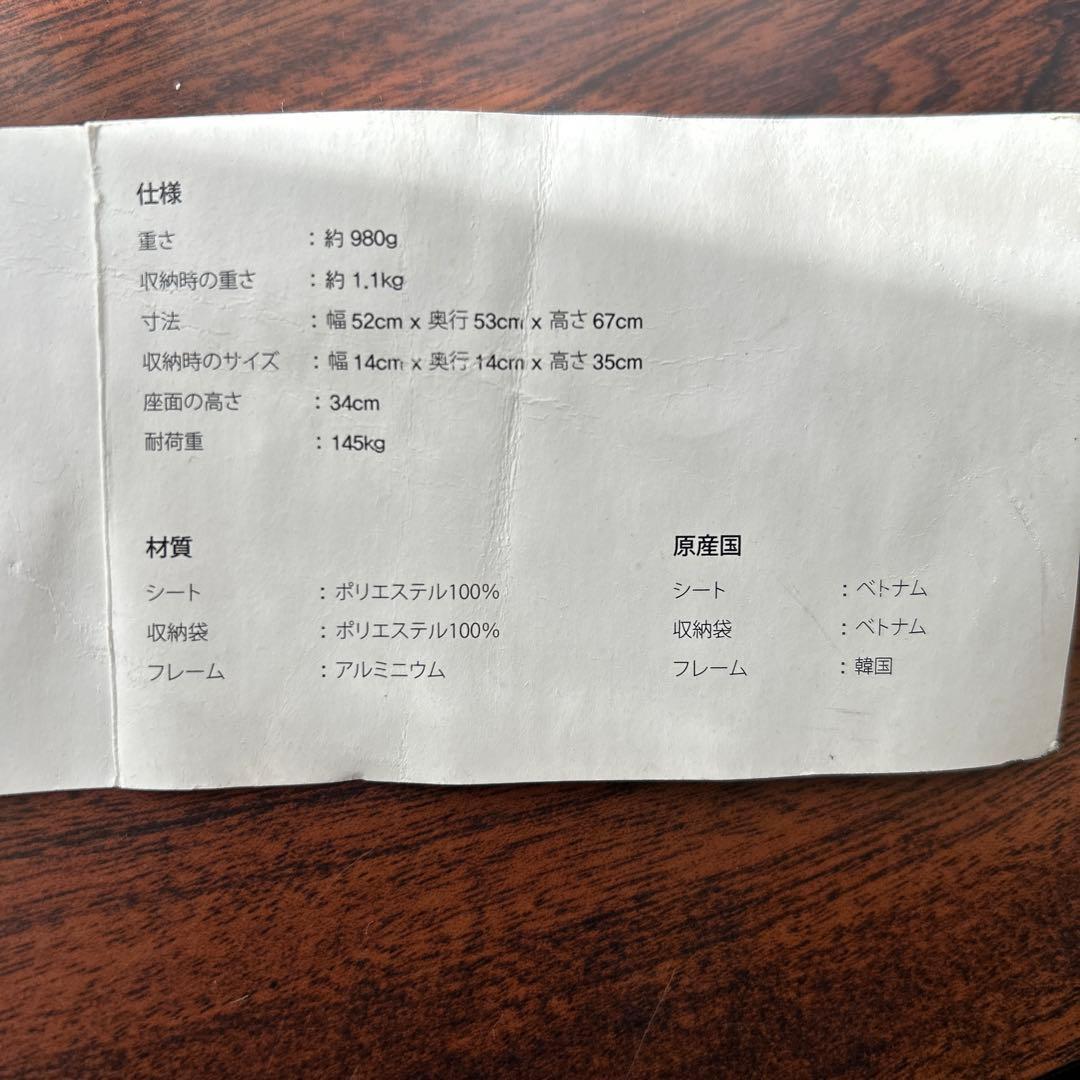 仕様
重さ : 約 980g
収納時の重さ : 約 1.1kg
寸法 : 幅 52cm x 奥行 53cm x 高さ 67cm
収納時のサイズ : 幅 14cm x 奥行 14cm x 高さ 35cm
座面の高さ : 34cm
耐荷重 : 145kg
材質
シート : ポリエステル100%
収納袋 : ポリエステル100%
フレーム : アルミニウム
原産国
シート : ベトナム
収納袋 : ベトナム
フレーム : 韓国